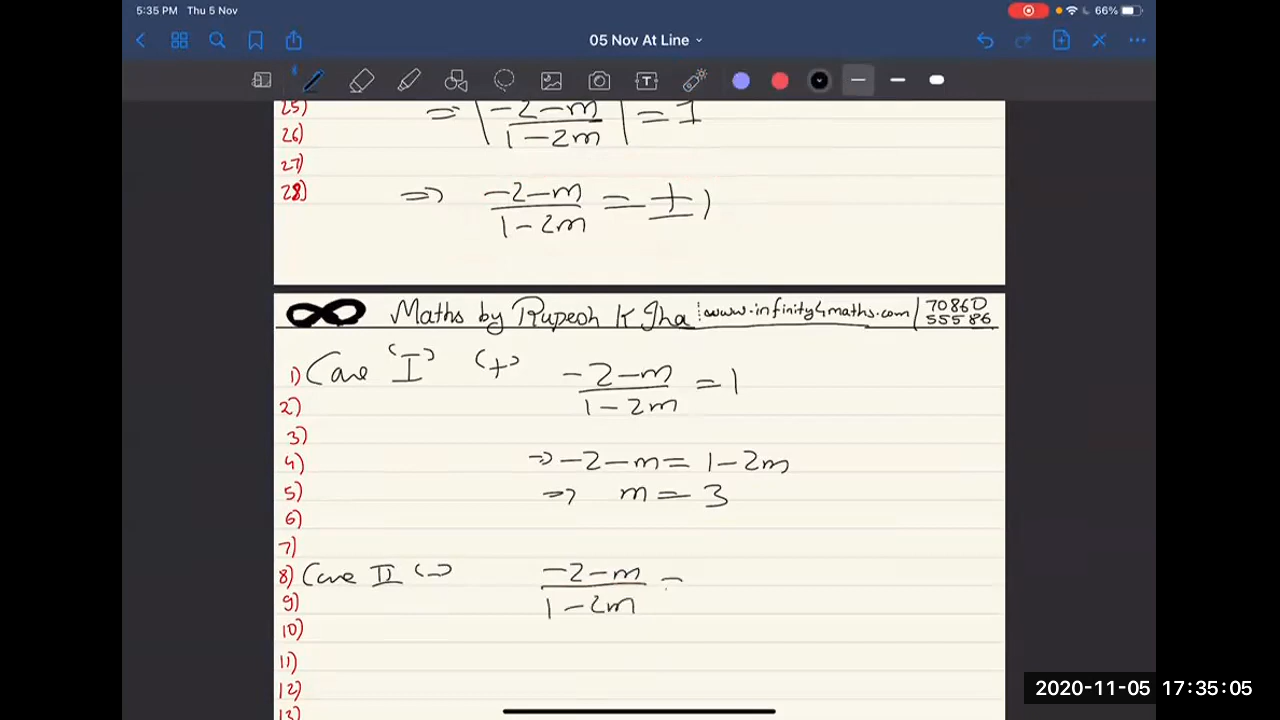 5:35 PM Thu 5 Nov
66%
05 Nov At Line
25)
26)
27)
28)
=> | -2-m / 1-2m | = 1
=> -2-m / 1-2m = ±1
∞ Maths by Rupesh K Jha www.infinity4maths.com / 70860 55586
1) Case 'I' (+) -2-m / 1-2m = 1
2)
3)
4) => -2-m = 1-2m
5) => m = 3
6)
7)
8) Case II (-) -2-m / 1-2m =
9)
10)
11)
12)
13)
2020-11-05 17:35:05